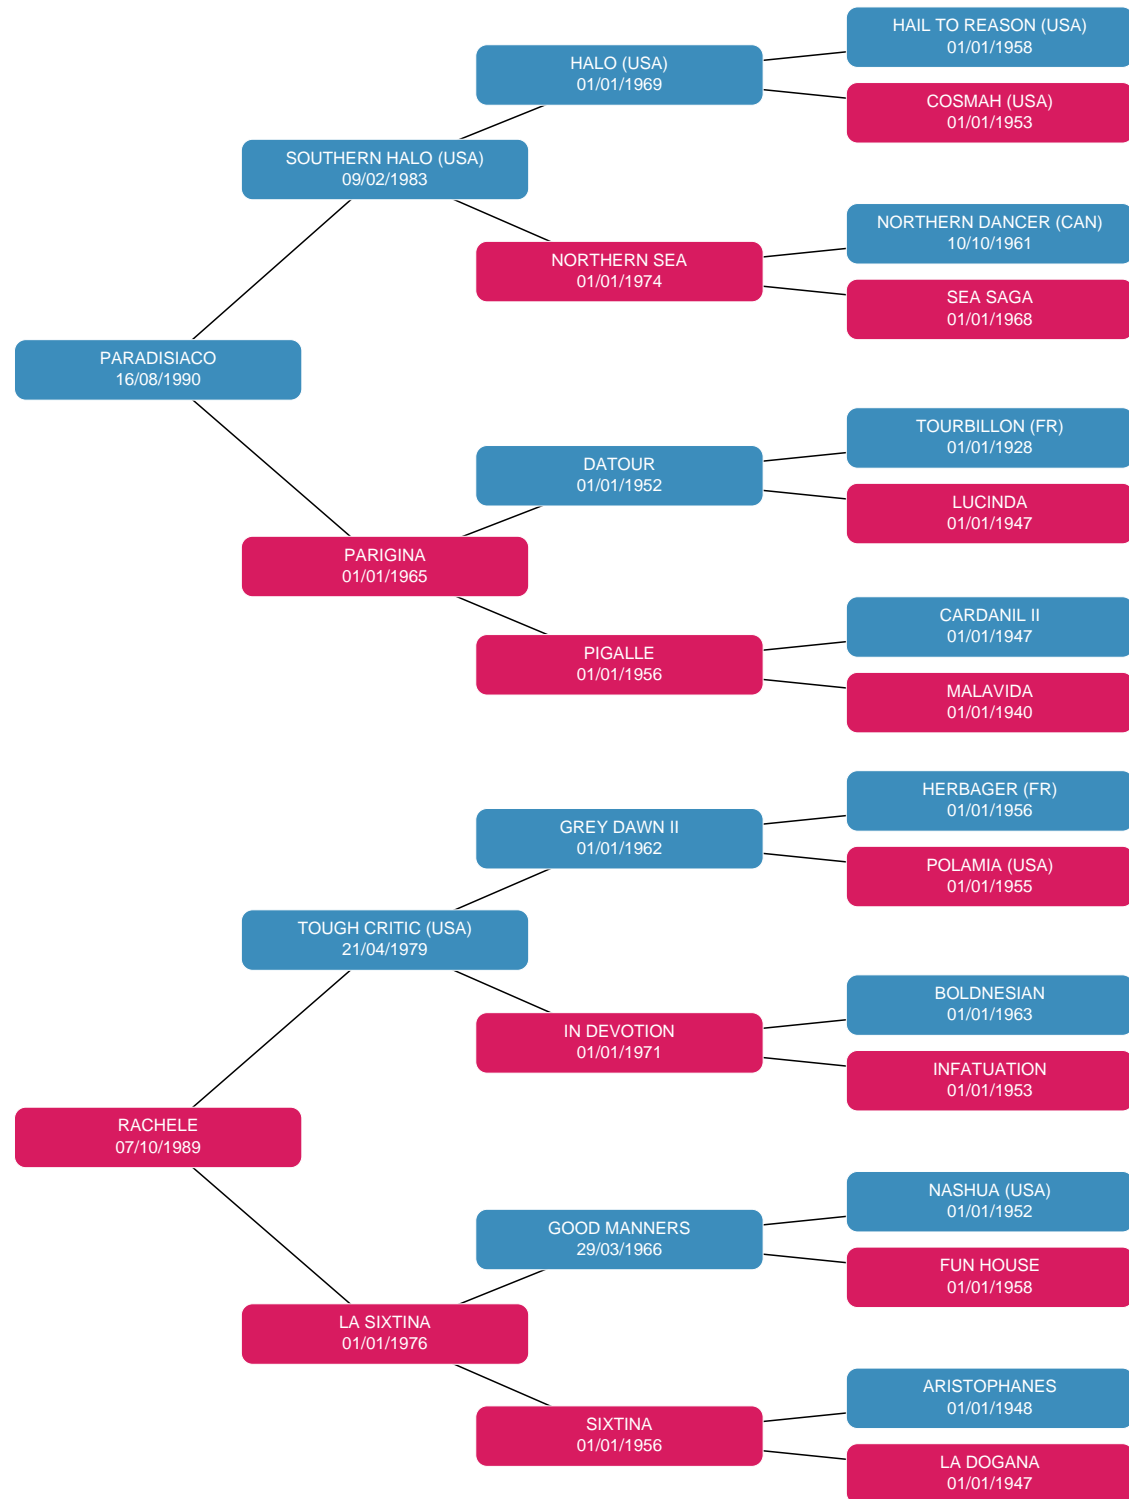 HAIL TO REASON (USA)
01/01/1958
HALO (USA)
01/01/1969
COSMAH (USA)
01/01/1953
SOUTHERN HALO (USA)
09/02/1983
NORTHERN DANCER (CAN)
10/10/1961
NORTHERN SEA
01/01/1974
SEA SAGA
01/01/1968
PARADISIACO
16/08/1990
TOURBILLON (FR)
01/01/1928
DATOUR
01/01/1952
LUCINDA
01/01/1947
PARIGINA
01/01/1965
CARDANIL II
01/01/1947
PIGALLE
01/01/1956
MALAVIDA
01/01/1940
HERBAGER (FR)
01/01/1956
GREY DAWN II
01/01/1962
POLAMIA (USA)
01/01/1955
TOUGH CRITIC (USA)
21/04/1979
BOLDNESIAN
01/01/1963
IN DEVOTION
01/01/1971
INFATUATION
01/01/1953
RACHELE
07/10/1989
NASHUA (USA)
01/01/1952
GOOD MANNERS
29/03/1966
FUN HOUSE
01/01/1958
LA SIXTINA
01/01/1976
ARISTOPHANES
01/01/1948
SIXTINA
01/01/1956
LA DOGANA
01/01/1947